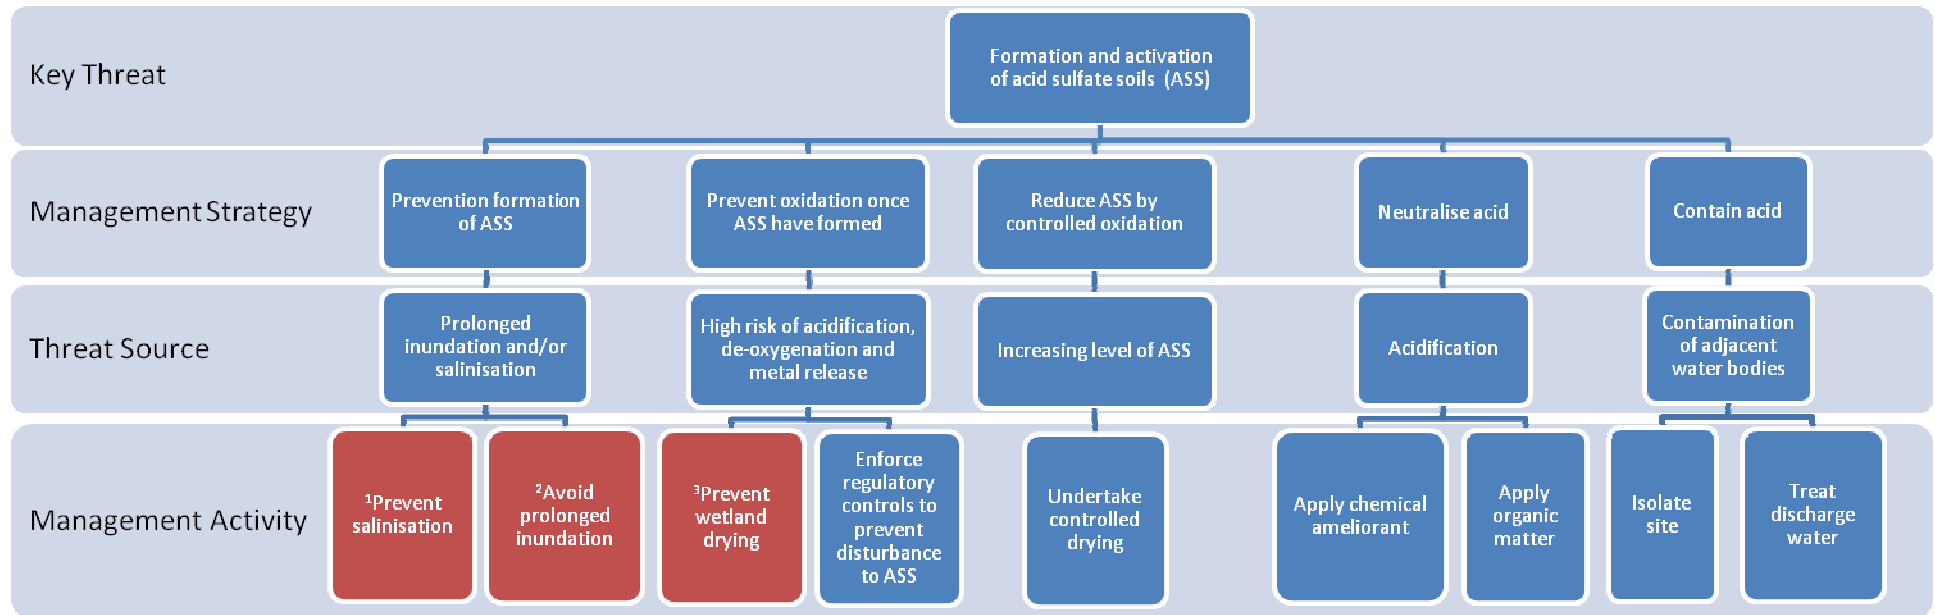 Key Threat
Formation and activation
of acid sulfate soils  (ASS)
Management Strategy
Prevention formation
of ASS
Prevent oxidation once
ASS have formed
Reduce ASS by
controlled oxidation
Neutralise acid
Contain acid
Threat Source
Prolonged
inundation and/or
salinisation
High risk of acidification,
de-oxygenation and
metal release
Increasing level of ASS
Acidification
Contamination
of adjacent
water bodies
Management Activity
¹Prevent
salinisation
²Avoid
prolonged
inundation
³Prevent
wetland
drying
Enforce
regulatory
controls to
prevent
disturbance
to ASS
Undertake
controlled
drying
Apply chemical
ameliorant
Apply
organic
matter
Isolate
site
Treat
discharge
water